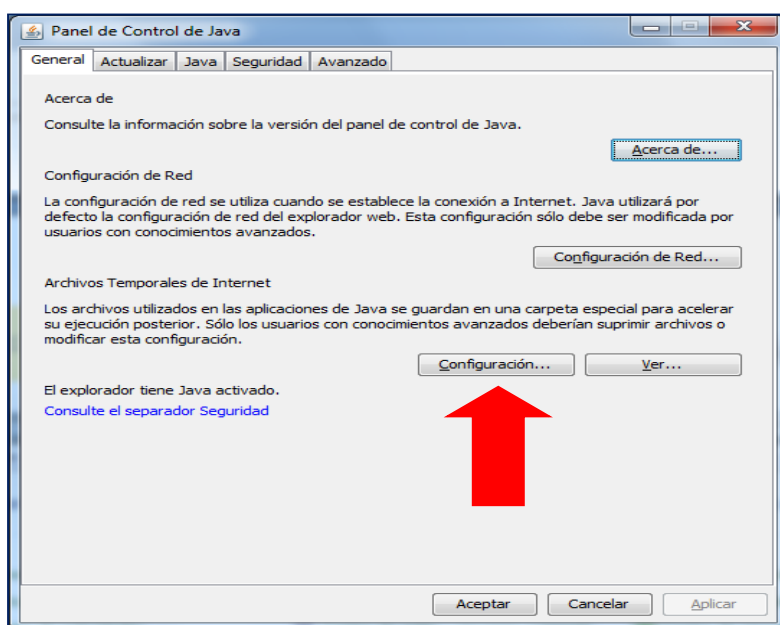 Panel de Control de Java
General Actualizar Java Seguridad Avanzado
Acerca de
Consulte la información sobre la versión del panel de control de Java.
Acerca de...
Configuración de Red
La configuración de red se utiliza cuando se establece la conexión a Internet. Java utilizará por
defecto la configuración de red del explorador web. Esta configuración sólo debe ser modificada por
usuarios con conocimientos avanzados.
Configuración de Red...
Archivos Temporales de Internet
Los archivos utilizados en las aplicaciones de Java se guardan en una carpeta especial para acelerar
su ejecución posterior. Sólo los usuarios con conocimientos avanzados deberían suprimir archivos o
modificar esta configuración.
Configuración... Ver...
El explorador tiene Java activado.
Consulte el separador Seguridad
Aceptar Cancelar Aplicar